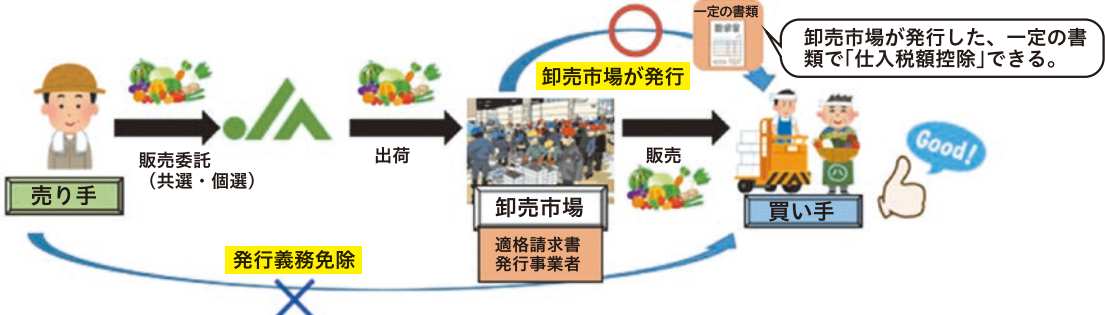 一定の書類
卸売市場が発行した、一定の書
類で「仕入税額控除」できる。
卸売市場が発行
販売委託
（共選・個選）
出荷
販売
Good!
売り手
卸売市場
買い手
適格請求書
発行事業者
発行義務免除